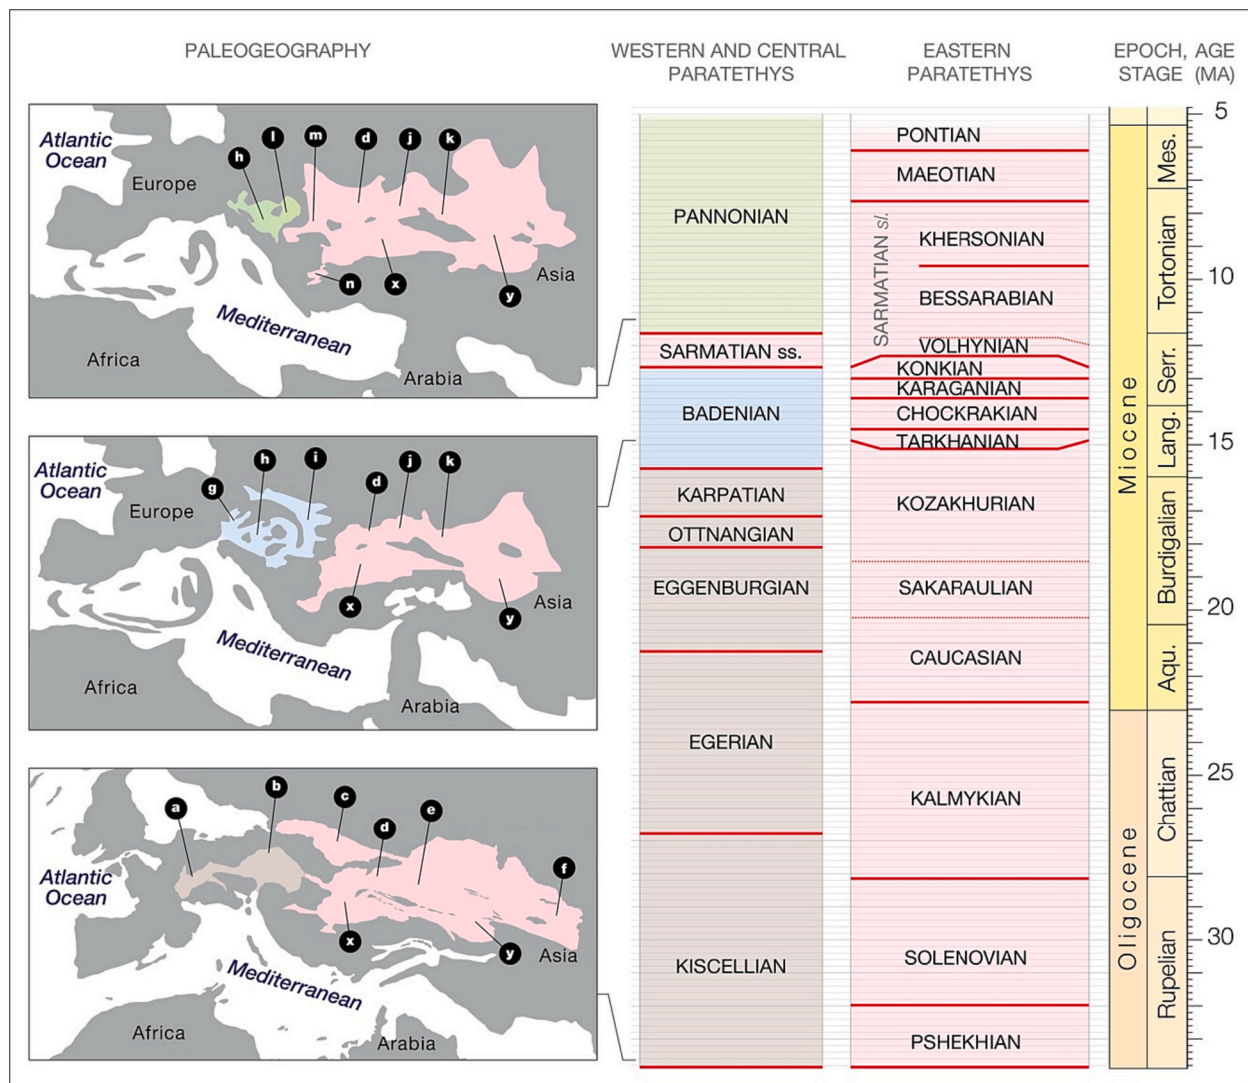 PALEOGEOGRAPHY
WESTERN AND CENTRAL
PARATETHYS
EASTERN
PARATETHYS
EPOCH,
STAGE
AGE
(MA)
Atlantic
Ocean
Europe
h
l
m
d
j
k
n
x
y
Asia
Mediterranean
Africa
Arabia
Atlantic
Ocean
Europe
g
h
i
d
j
k
x
y
Asia
Mediterranean
Africa
Arabia
Atlantic
Ocean
a
b
c
d
e
f
x
y
Asia
Mediterranean
Africa
Arabia
PANNONIAN
SARMATIAN ss.
BADENIAN
KARPATIAN
OTTNANGIAN
EGGENBURGIAN
EGERIAN
KISCELLIAN
PONTIAN
MAEOTIAN
SARMATIAN sl.
KHERSONIAN
BESSARABIAN
VOLHYNIAN
KONKIAN
KARAGANIAN
CHOCKRAKIAN
TARKHANIAN
KOZAKHURIAN
SAKARAULIAN
CAUCASIAN
KALMYKIAN
SOLENOVIAN
PSHEKHIAN
Miocene
Oligocene
Mes.
Tortonian
Serr.
Lang.
Burdigalian
Aqu.
Chattian
Rupelian
5
10
15
20
25
30